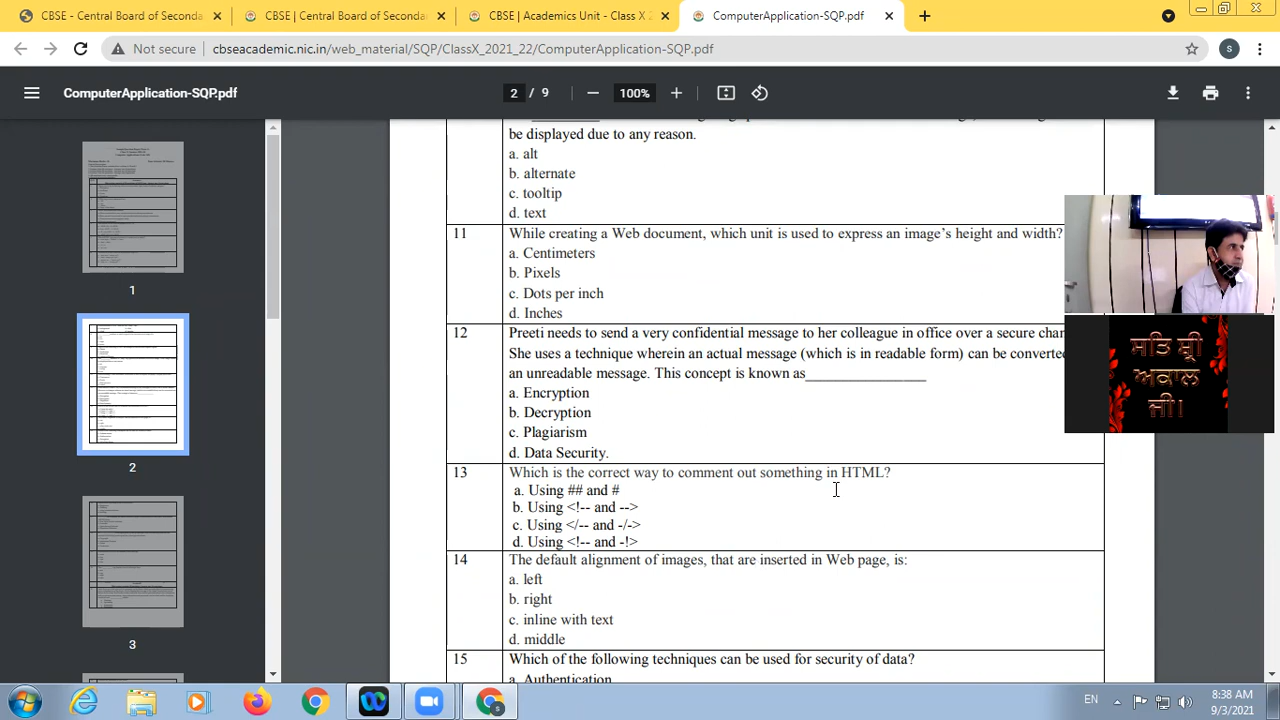 CBSE - Central Board of Seconda
CBSE | Central Board of Seconda
CBSE | Academics Unit - Class X
ComputerApplication-SQP.pdf
Not secure
cbseacademic.nic.in/web_material/SQP/ClassX_2021_22/ComputerApplication-SQP.pdf
S
ComputerApplication-SQP.pdf
2 / 9
100%
be displayed due to any reason.
a. alt
b. alternate
c. tooltip
d. text
11 While creating a Web document, which unit is used to express an image's height and width?
a. Centimeters
b. Pixels
c. Dots per inch
d. Inches
12 Preeti needs to send a very confidential message to her colleague in office over a secure
She uses a technique wherein an actual message (which is in readable form) can be converted
an unreadable message. This concept is known as________________
a. Encryption
b. Decryption
c. Plagiarism
d. Data Security.
13 Which is the correct way to comment out something in HTML?
a. Using ## and #
b. Using <!-- and -->
c. Using </-- and -/->
d. Using <!-- and -!>
14 The default alignment of images, that are inserted in Web page, is:
a. left
b. right
c. inline with text
d. middle
15 Which of the following techniques can be used for security of data?
a. Authentication
1
2
3
ਸਤਿ ਸ੍ਰੀ
ਅਕਾਲ
ਜੀ।
EN
8:38 AM
9/3/2021